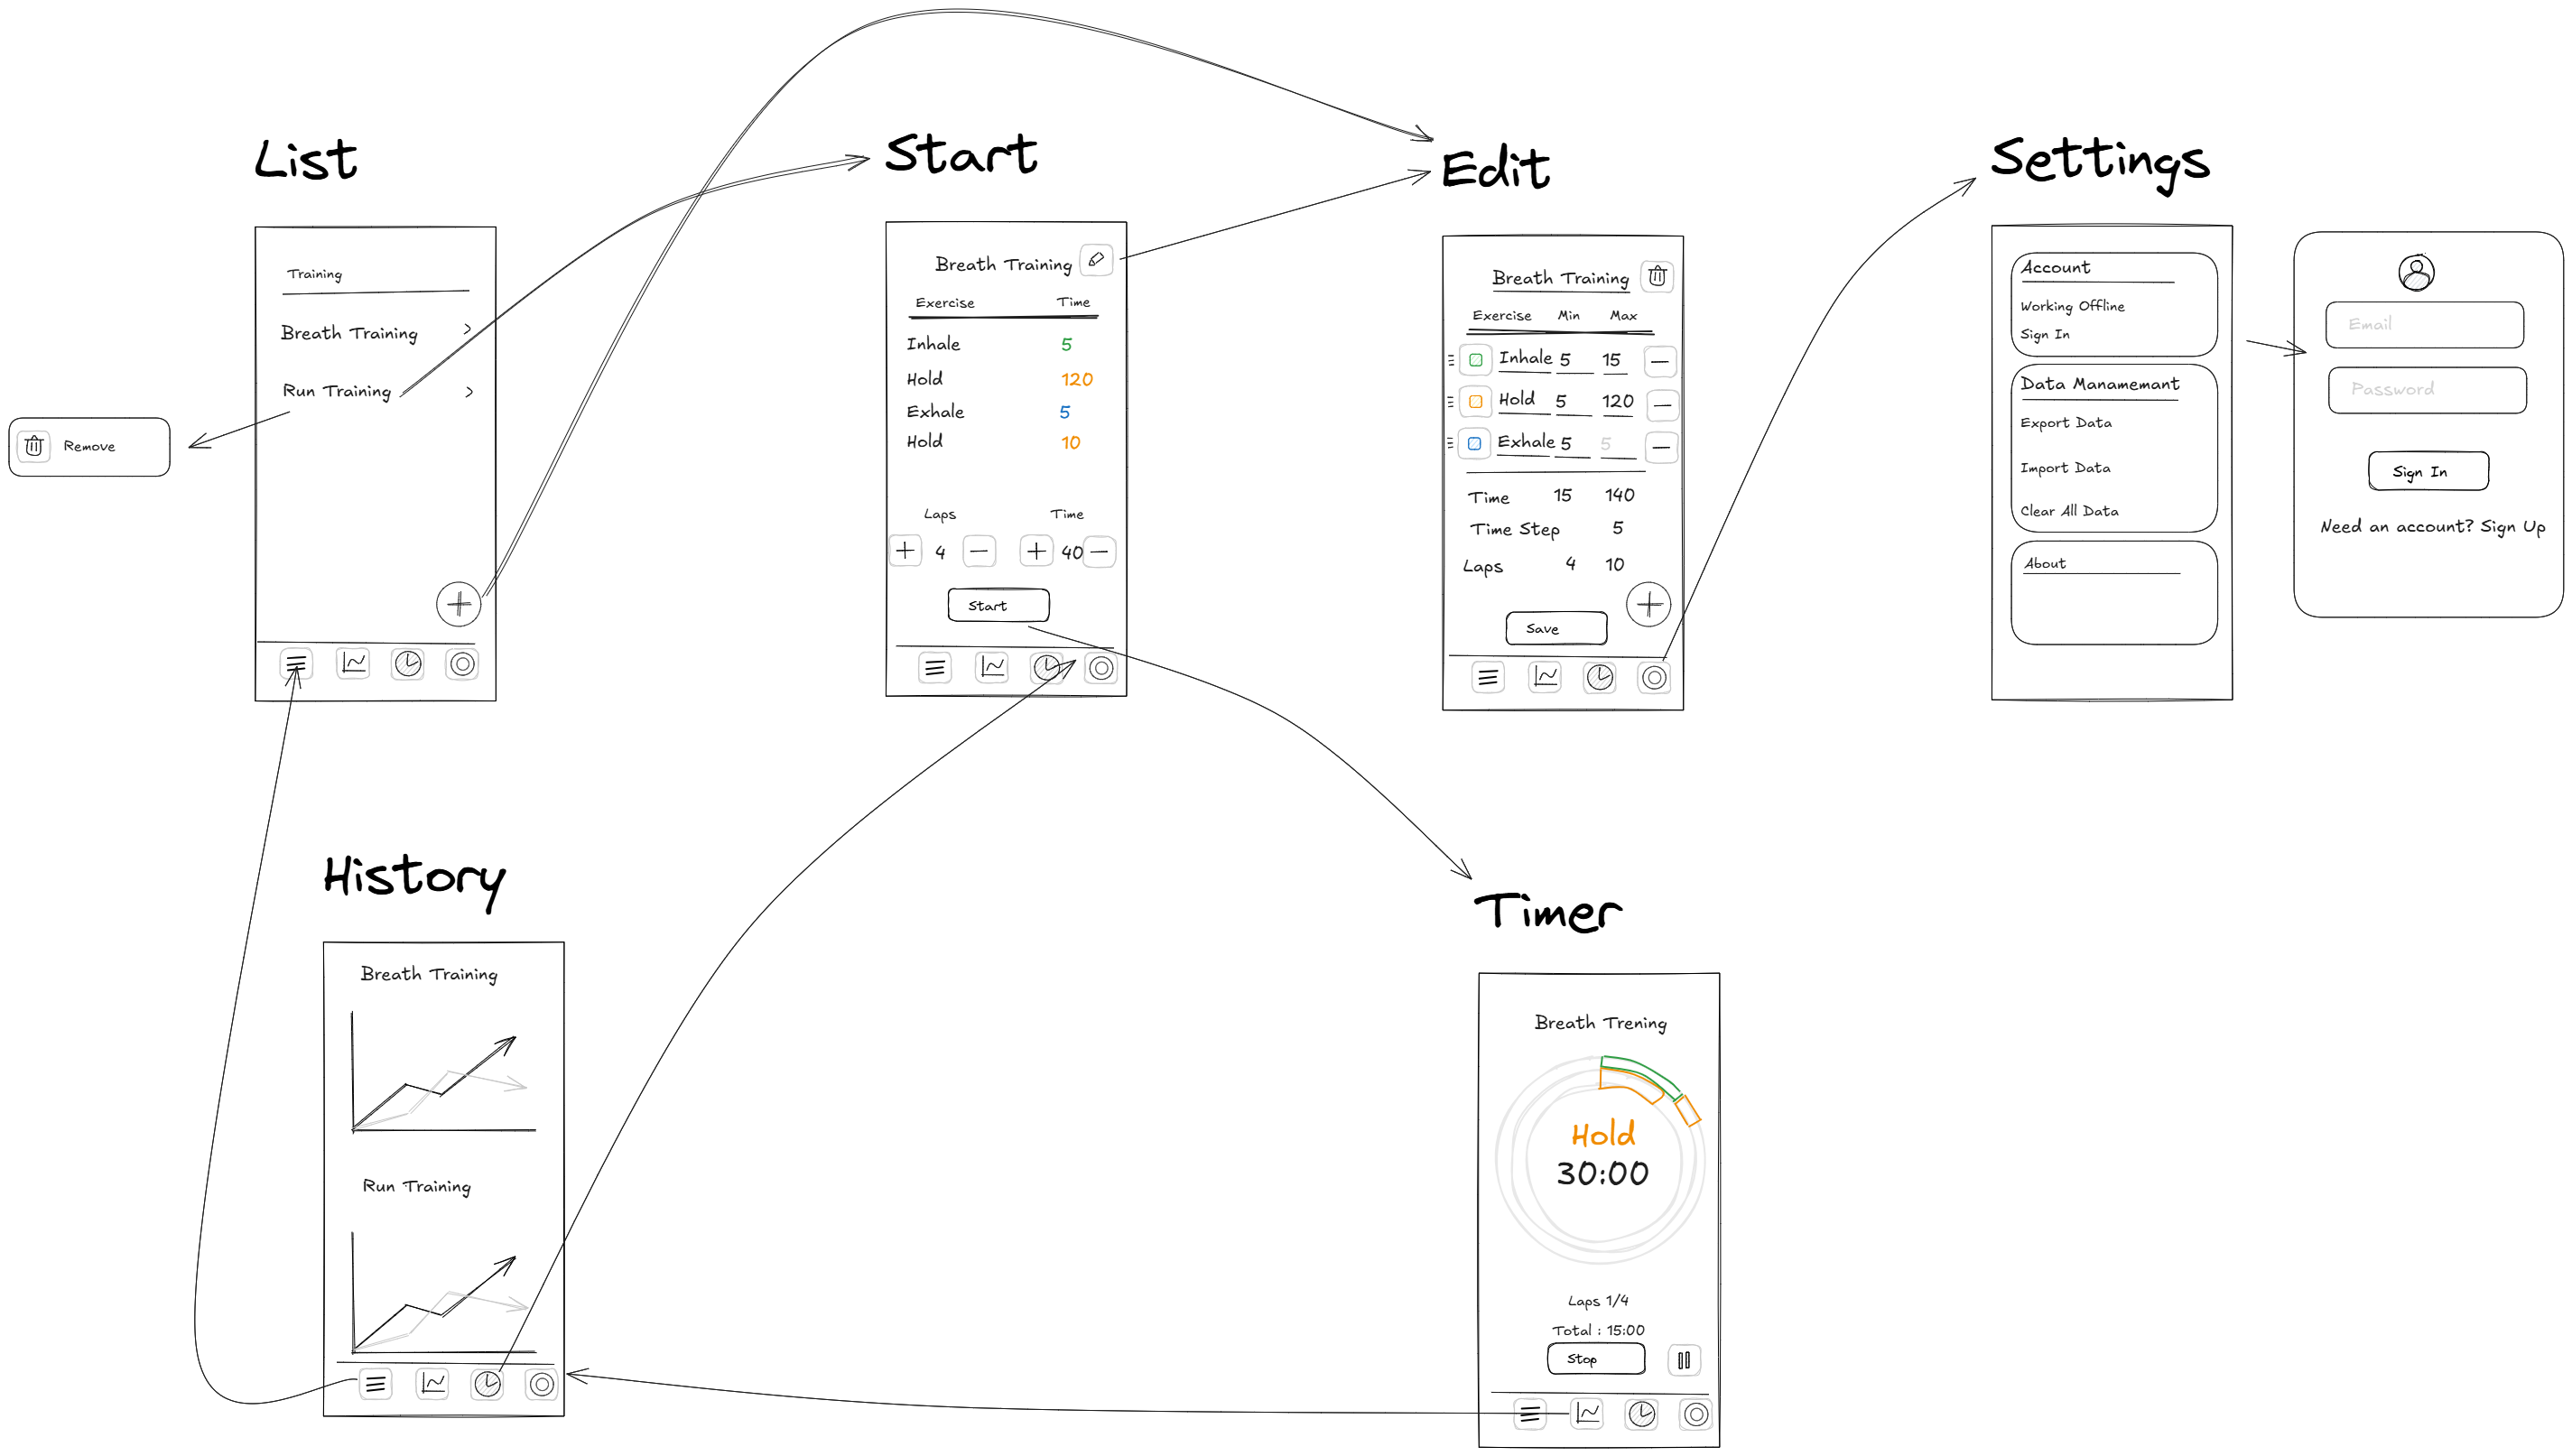 List
Training
Breath Training
Run Training
Remove
Start
Breath Training
Exercise Time
Inhale 5
Hold 120
Exhale 5
Hold 10
Laps Time
4 40
Start
Edit
Breath Training
Exercise Min Max
Inhale 5 15
Hold 5 120
Exhale 5 5
Time 15 140
Time Step 5
Laps 4 10
Save
Settings
Account
Working Offline
Sign In
Data Manamemant
Export Data
Import Data
Clear All Data
About
Email
Password
Sign In
Need an account? Sign Up
History
Breath Training
Run Training
Timer
Breath Trening
Hold
30:00
Laps 1/4
Total : 15:00
Stop